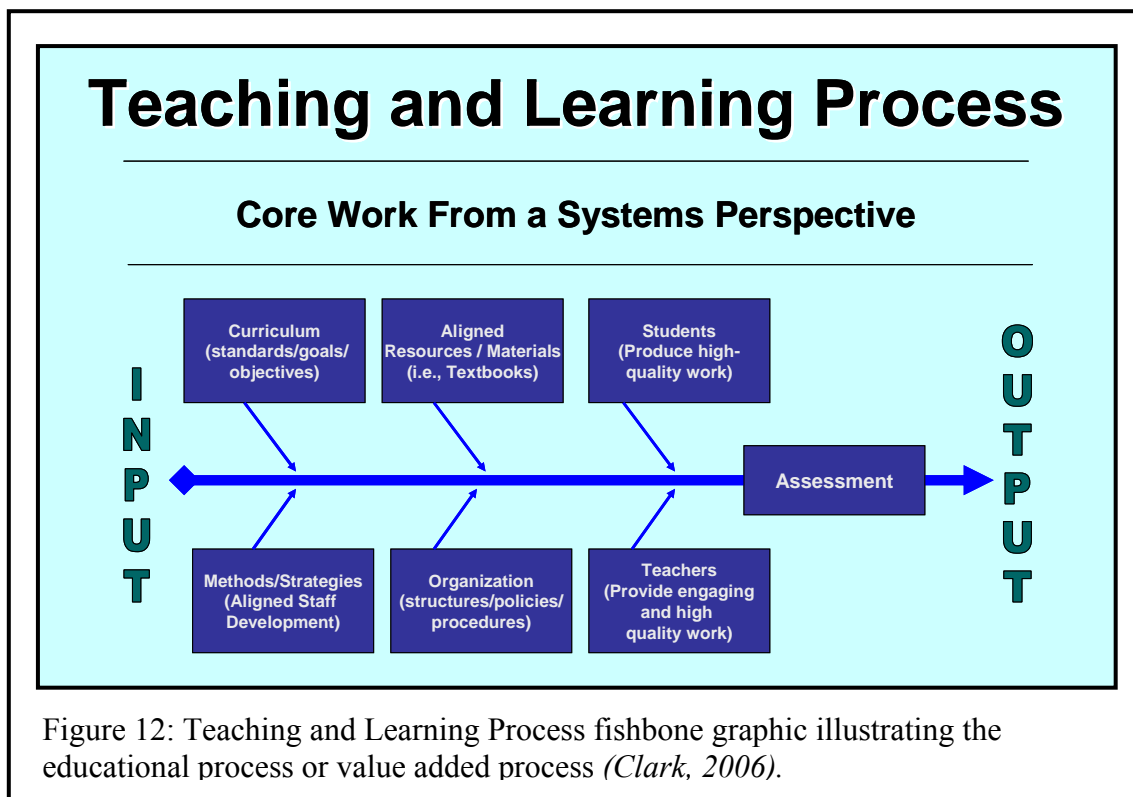 Teaching and Learning Process
Core Work From a Systems Perspective
INPUT
Curriculum
(standards/goals/
objectives)
Aligned
Resources / Materials
(i.e., Textbooks)
Students
(Produce high-
quality work)
Assessment
Methods/Strategies
(Aligned Staff
Development)
Organization
(structures/policies/
procedures)
Teachers
(Provide engaging
and high
quality work)
OUTPUT
Figure 12: Teaching and Learning Process fishbone graphic illustrating the
educational process or value added process (Clark, 2006).